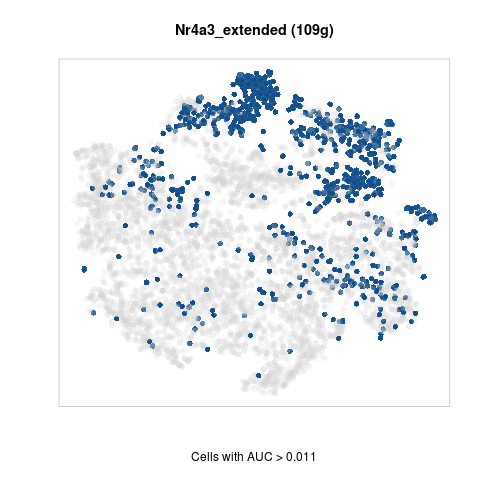 Nr4a3_extended (109g)
Cells with AUC > 0.011